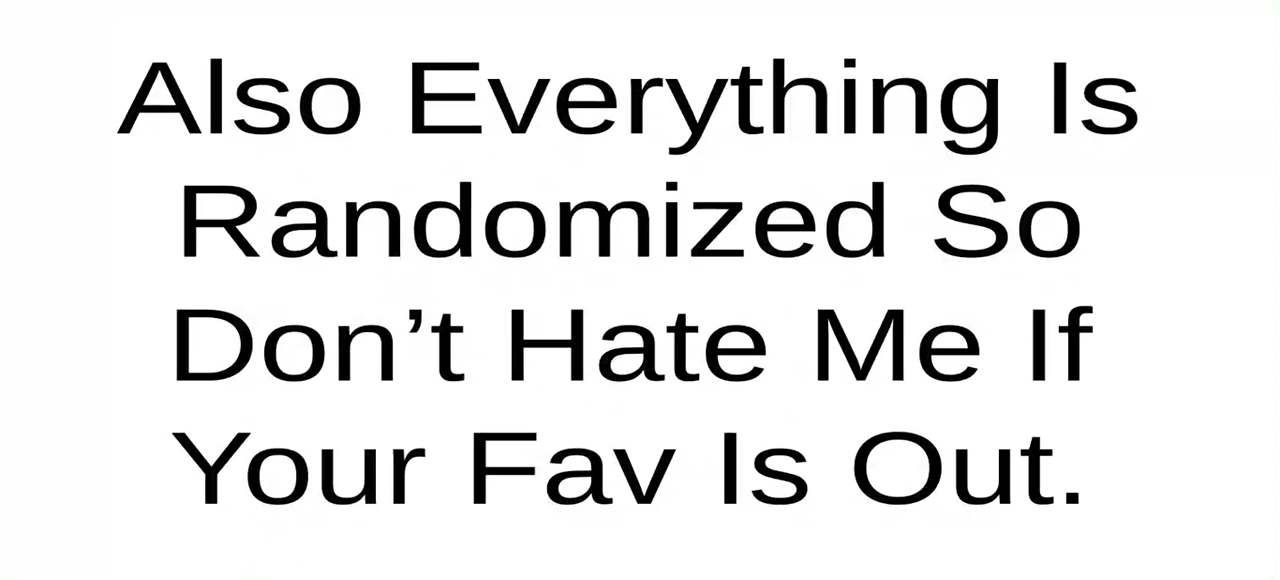 Also Everything Is
Randomized So
Don’t Hate Me If
Your Fav Is Out.